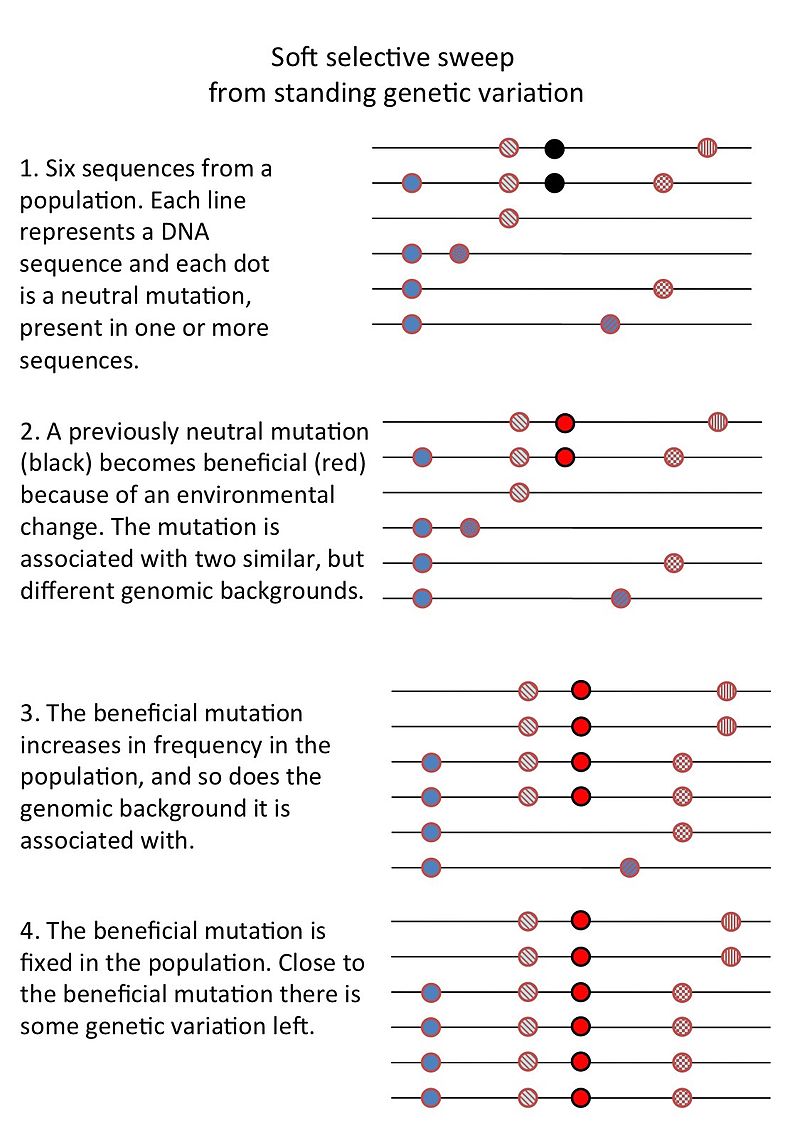 Soft selective sweep
from standing genetic variation
1. Six sequences from a
population. Each line
represents a DNA
sequence and each dot
is a neutral mutation,
present in one or more
sequences.
2. A previously neutral mutation
(black) becomes beneficial (red)
because of an environmental
change. The mutation is
associated with two similar, but
different genomic backgrounds.
3. The beneficial mutation
increases in frequency in the
population, and so does the
genomic background it is
associated with.
4. The beneficial mutation is
fixed in the population. Close to
the beneficial mutation there is
some genetic variation left.